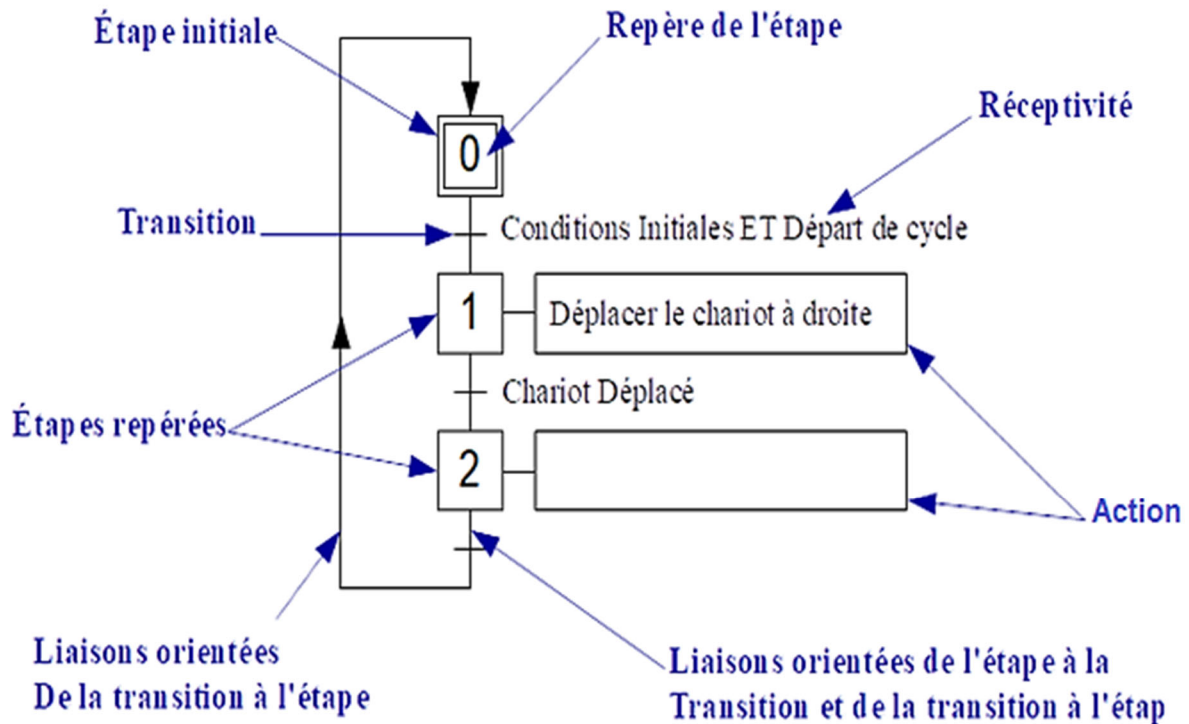 Étape initiale
Repère de l'étape
Réceptivité
0
Transition
Conditions Initiales ET Départ de cycle
1
Déplacer le chariot à droite
Chariot Déplacé
Étapes repérées
2
Action
Liaisons orientées
De la transition à l'étape
Liaisons orientées de l'étape à la
Transition et de la transition à l'étap